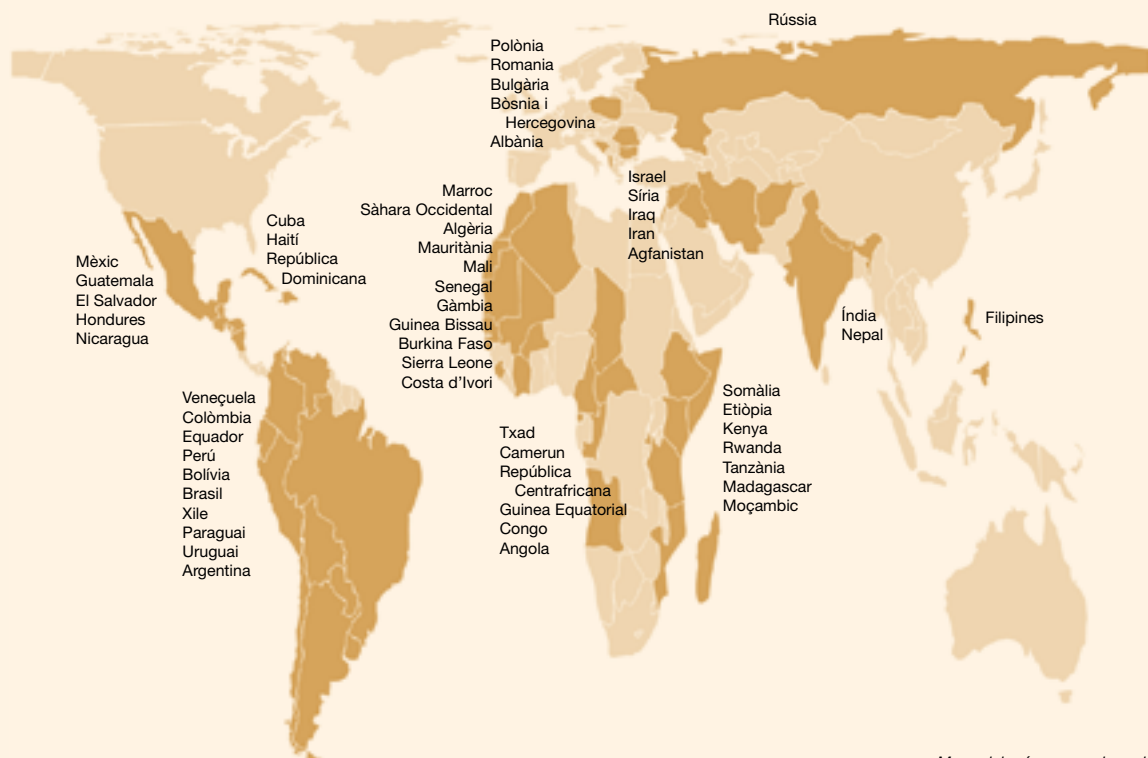 Rússia
Polònia
Romania
Bulgària
Bòsnia i
Hercegovina
Albània
Israel
Síria
Iraq
Iran
Agfanistan
Marroc
Sàhara Occidental
Algèria
Mauritània
Mali
Senegal
Gàmbia
Guinea Bissau
Burkina Faso
Sierra Leone
Costa d'Ivori
Cuba
Haití
República
Dominicana
Mèxic
Guatemala
El Salvador
Hondures
Nicaragua
Índia
Nepal
Filipines
Veneçuela
Colòmbia
Equador
Perú
Bolívia
Brasil
Xile
Paraguai
Uruguai
Argentina
Txad
Camerun
República
Centrafricana
Guinea Equatorial
Congo
Angola
Somàlia
Etiòpia
Kenya
Rwanda
Tanzània
Madagascar
Moçambic